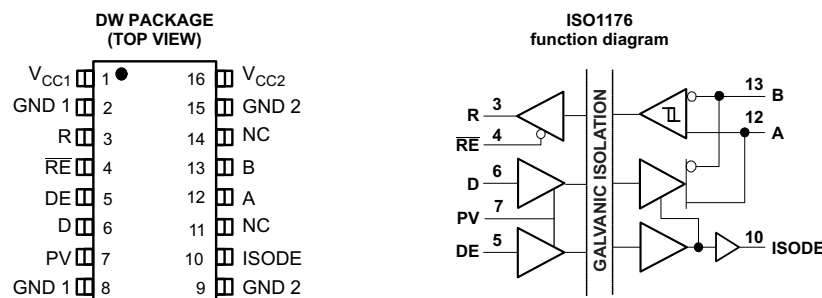 DW PACKAGE
(TOP VIEW)
VCC1 1 16 VCC2
GND 1 2 15 GND 2
R 3 14 NC
RE 4 13 B
DE 5 12 A
D 6 11 NC
PV 7 10 ISODE
GND 1 8 9 GND 2
ISO1176
function diagram
R 3
RE 4
D 6
PV 7
DE 5
GALVANIC ISOLATION
13 B
12 A
10 ISODE